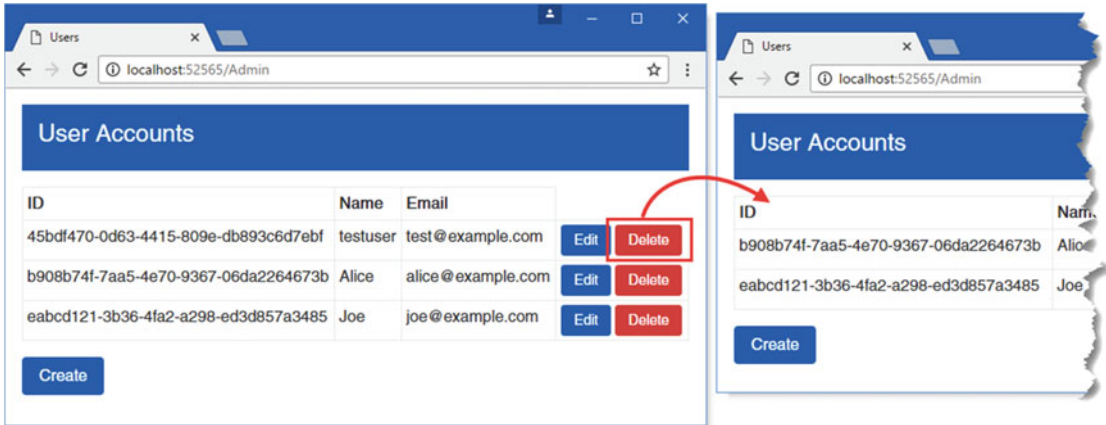 Users
localhost:52565/Admin
User Accounts
ID Name Email
45bdf470-0d63-4415-809e-db893c6d7ebf testuser test@example.com Edit Delete
b908b74f-7aa5-4e70-9367-06da2264673b Alice alice@example.com Edit Delete
eabcd121-3b36-4fa2-a298-ed3d857a3485 Joe joe@example.com Edit Delete
Create
Users
localhost:52565/Admin
User Accounts
ID
b908b74f-7aa5-4e70-9367-06da2264673b
eabcd121-3b36-4fa2-a298-ed3d857a3485 Joe
Create